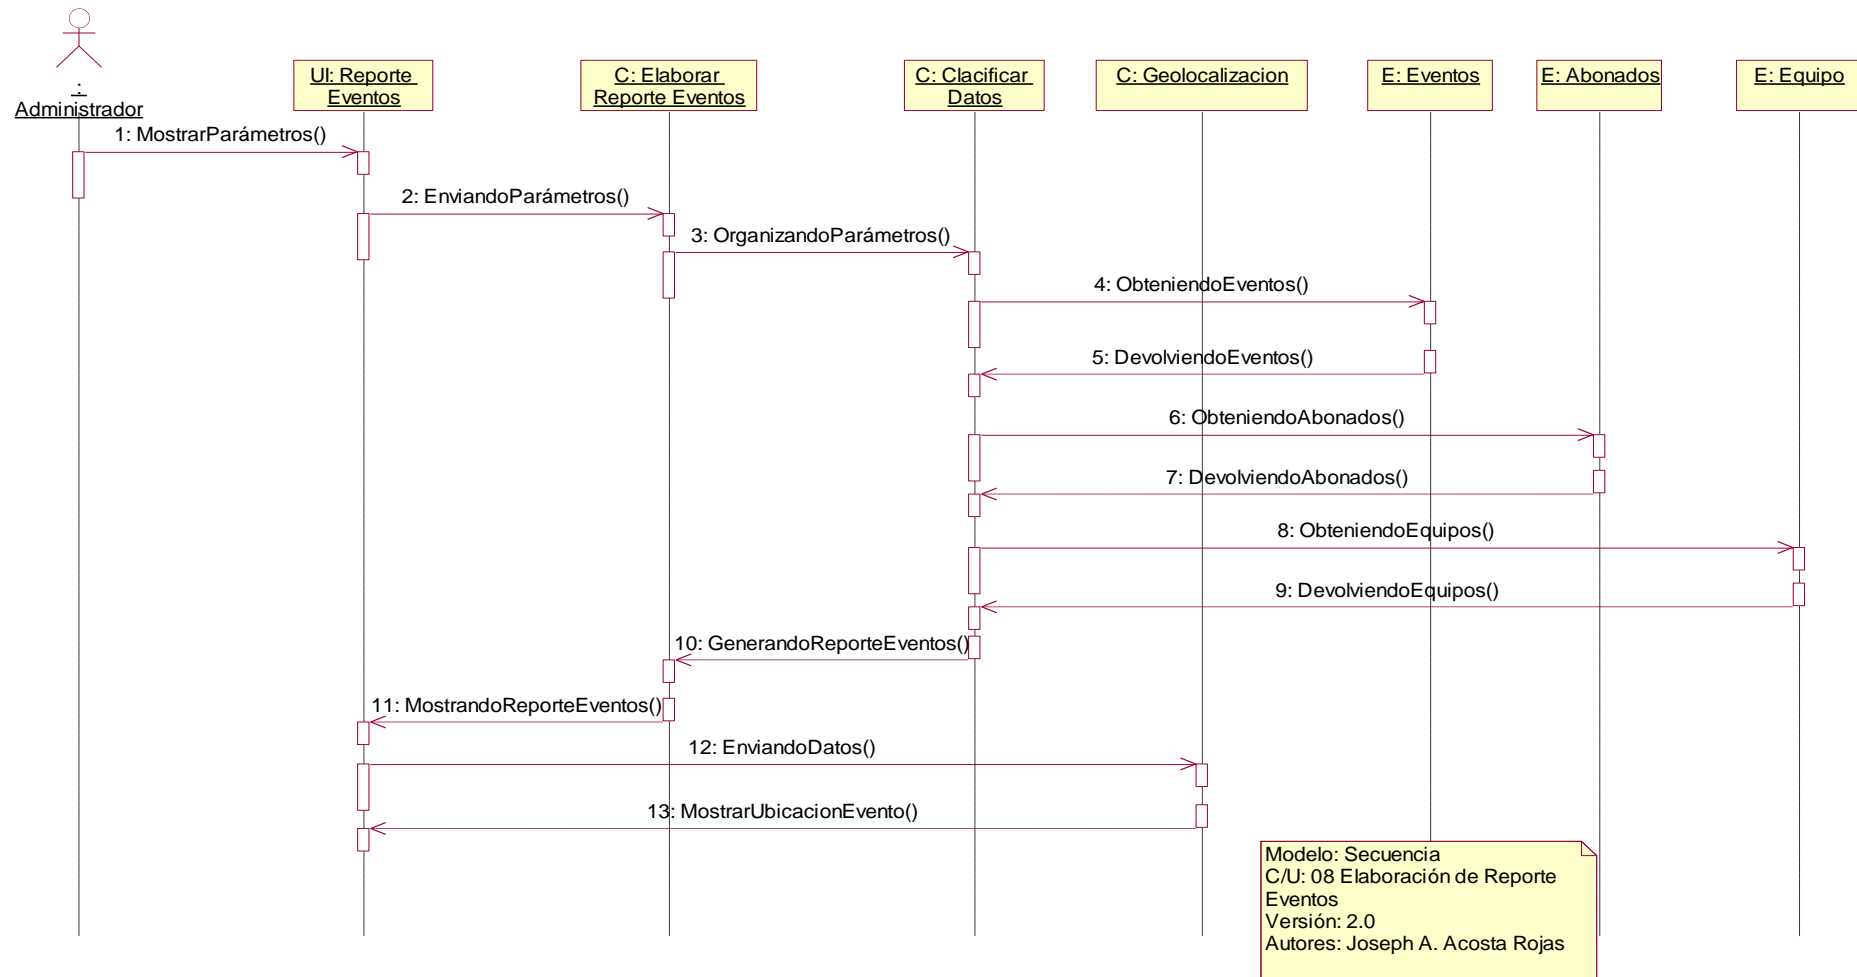 :
Administrador
UI: Reporte
Eventos
C: Elaborar
Reporte Eventos
C: Clacificar
Datos
C: Geolocalizacion
E: Eventos
E: Abonados
E: Equipo
1: MostrarParámetros()
2: EnviandoParámetros()
3: OrganizandoParámetros()
4: ObteniendoEventos()
5: DevolviendoEventos()
6: ObteniendoAbonados()
7: DevolviendoAbonados()
8: ObteniendoEquipos()
9: DevolviendoEquipos()
10: GenerandoReporteEventos()
11: MostrandoReporteEventos()
12: EnviandoDatos()
13: MostrarUbicacionEvento()
Modelo: Secuencia
C/U: 08 Elaboración de Reporte
Eventos
Versión: 2.0
Autores: Joseph A. Acosta Rojas